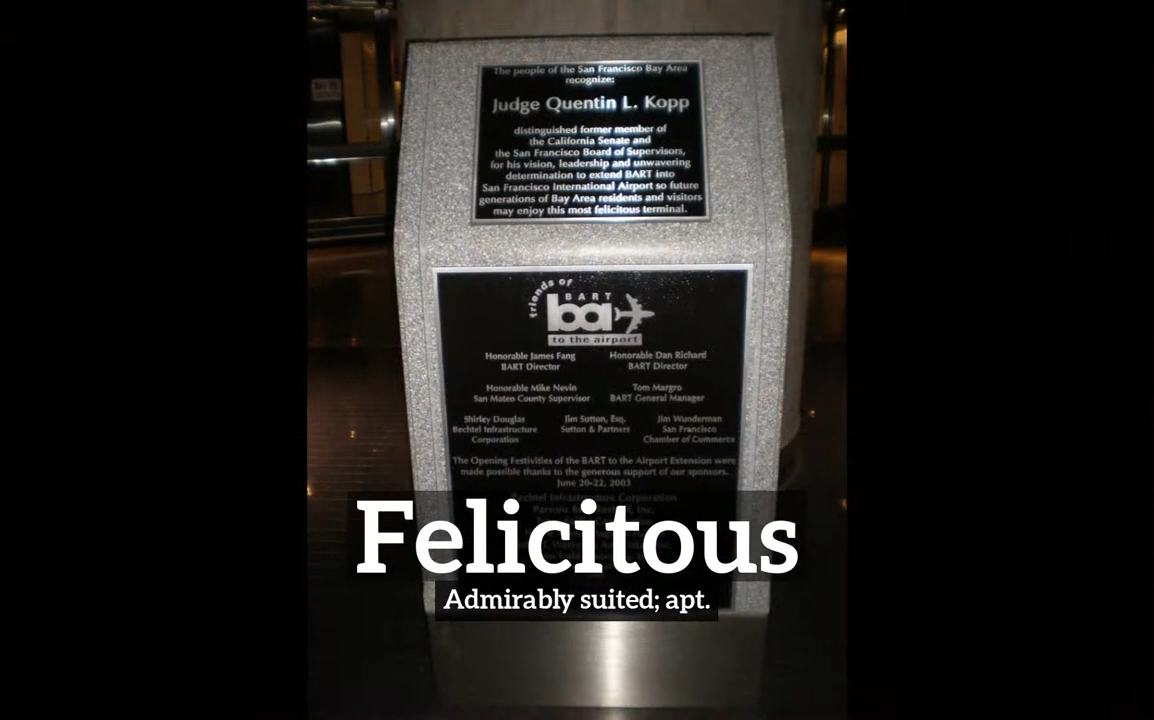 The people of the San Francisco Bay Area
recognize:
Judge Quentin L. Kopp
distinguished former member of
the California Senate and
the San Francisco Board of Supervisors,
for his vision, leadership and unwavering
determination to extend BART into
San Francisco International Airport so future
generations of Bay Area residents and visitors
may enjoy this most felicitous terminal.
friends of
BART
ba
to the airport
Honorable James Fang Honorable Dan Richard
BART Director BART Director
Honorable Mike Nevin Tom Margro
San Mateo County Supervisor BART General Manager
Shirley Douglas Jim Sutton, Esq. Jim Wunderman
Bechtel Infrastructure Sutton & Partners San Francisco
Corporation Chamber of Commerce
The Opening Festivities of the BART to the Airport Extension were
made possible thanks to the generous support of our sponsors.
June 20-22, 2003
Bechtel Infrastructure Corporation
Felicitous
Admirably suited; apt.